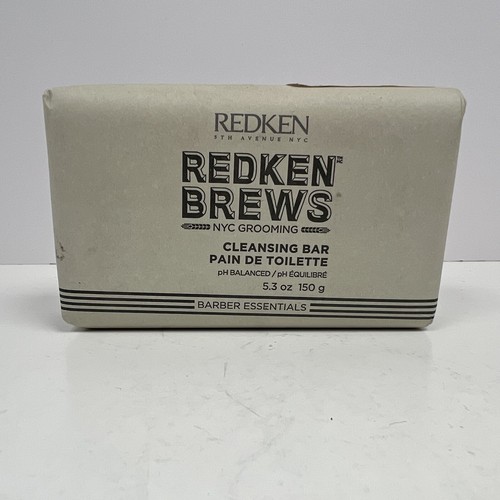 REDKEN
5TH AVENUE NYC
REDKEN™
BREWS®
NYC GROOMING
CLEANSING BAR
PAIN DE TOILETTE
pH BALANCED / pH ÉQUILIBRÉ
5.3 oz 150 g
BARBER ESSENTIALS